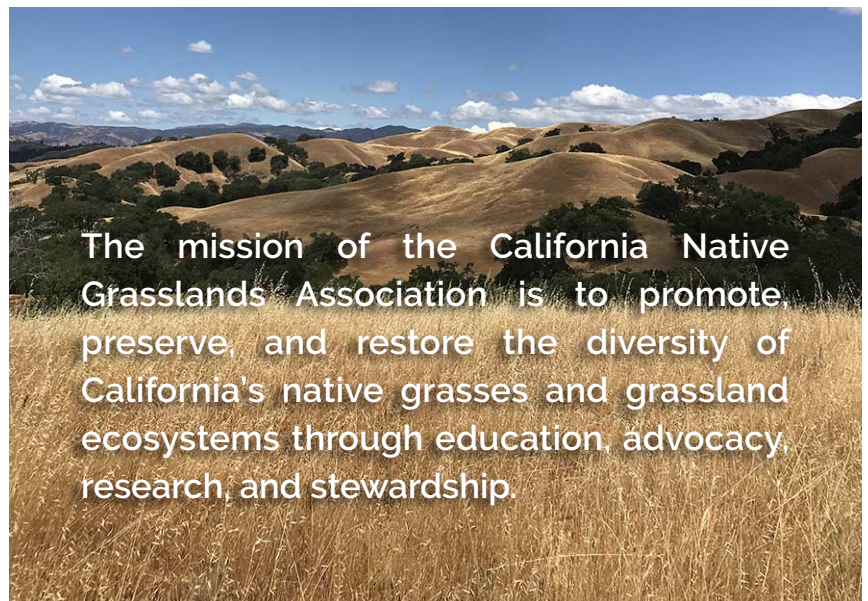 The mission of the California Native
Grasslands Association is to promote,
preserve, and restore the diversity of
California's native grasses and grassland
ecosystems through education, advocacy,
research, and stewardship.